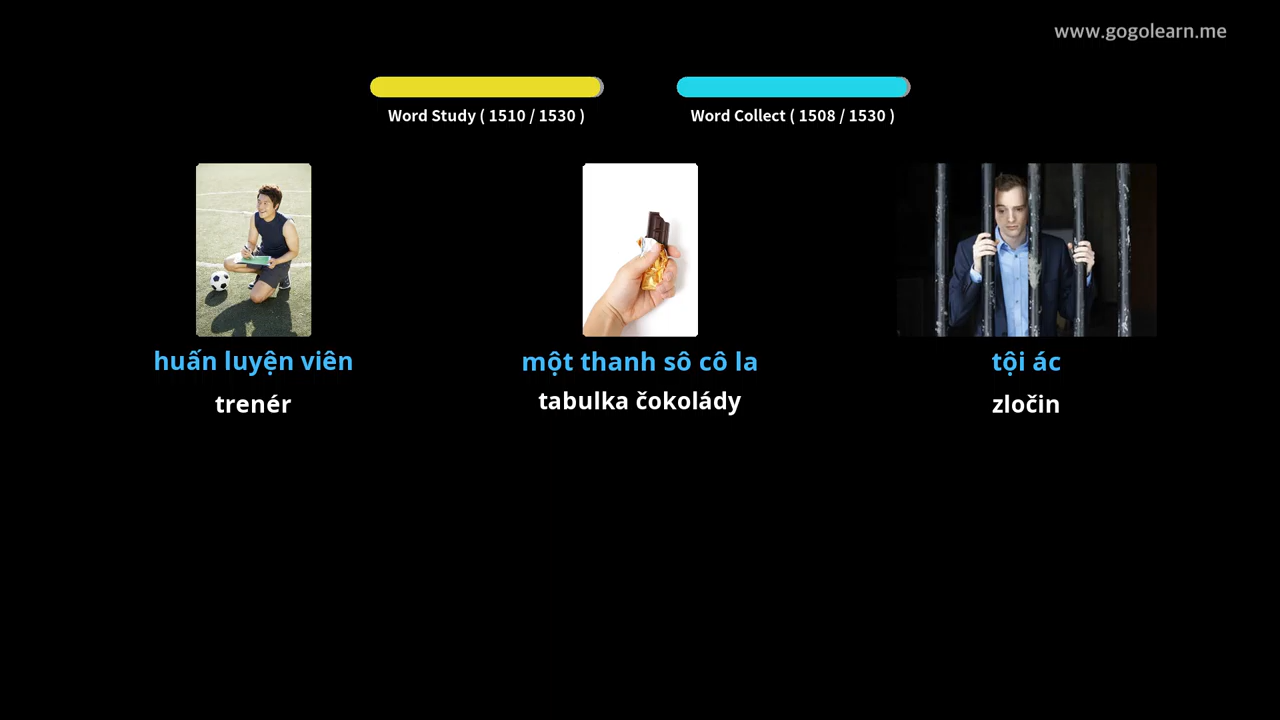 www.gogolearn.me
Word Study ( 1510 / 1530 )
Word Collect ( 1508 / 1530 )
huấn luyện viên
trenér
một thanh sô cô la
tabulka čokolády
tội ác
zločin